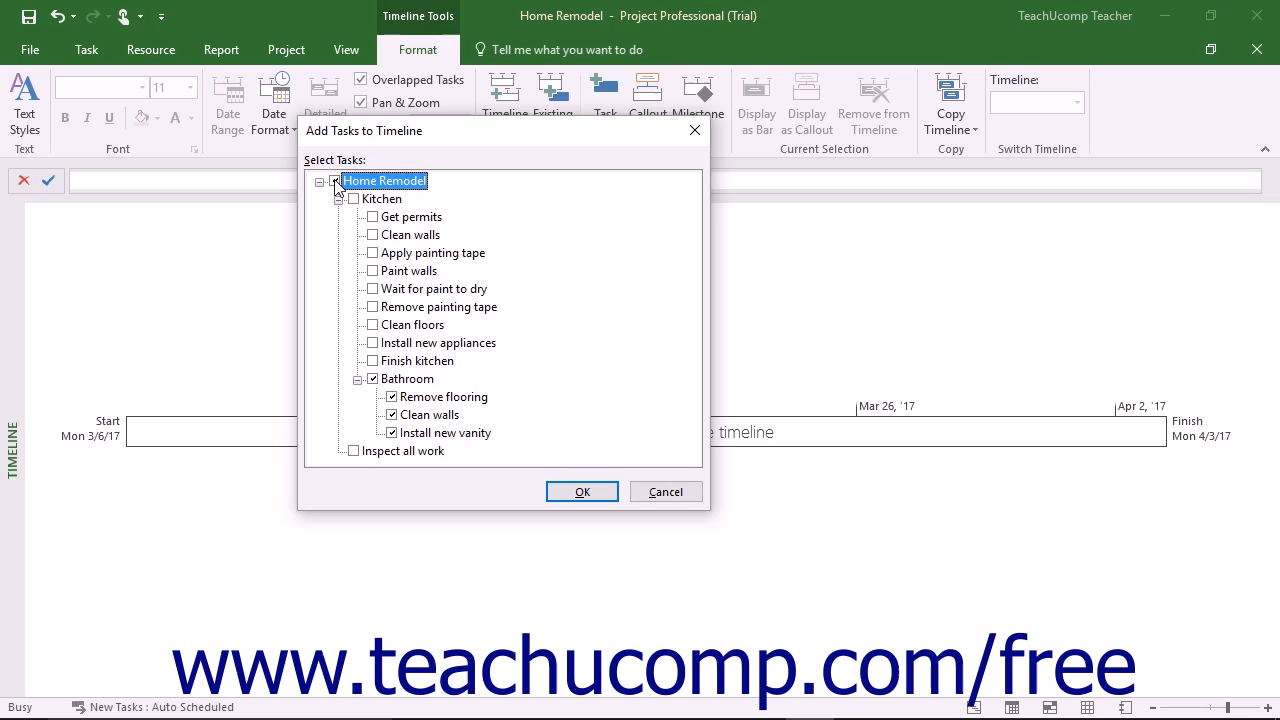 Timeline Tools
Home Remodel - Project Professional (Trial)
TeachUcomp Teacher
File
Task
Resource
Report
Project
View
Format
Tell me what you want to do
Text
Styles
Text
11
B I U
A
Font
Date
Range
Date
Format
Detailed
Overlapped Tasks
Pan & Zoom
Timeline
Existing
Task
Callout
Milestone
Display
as Bar
Display
as Callout
Remove from
Timeline
Current Selection
Copy
Timeline
Copy
Timeline:
Switch Timeline
Add Tasks to Timeline
Select Tasks:
Home Remodel
Kitchen
Get permits
Clean walls
Apply painting tape
Paint walls
Wait for paint to dry
Remove painting tape
Clean floors
Install new appliances
Finish kitchen
Bathroom
Remove flooring
Clean walls
Install new vanity
Inspect all work
OK
Cancel
TIMELINE
Start
Mon 3/6/17
Mar 26, '17
Apr 2, '17
timeline
Finish
Mon 4/3/17
www.teachucomp.com/free
Busy
New Tasks : Auto Scheduled